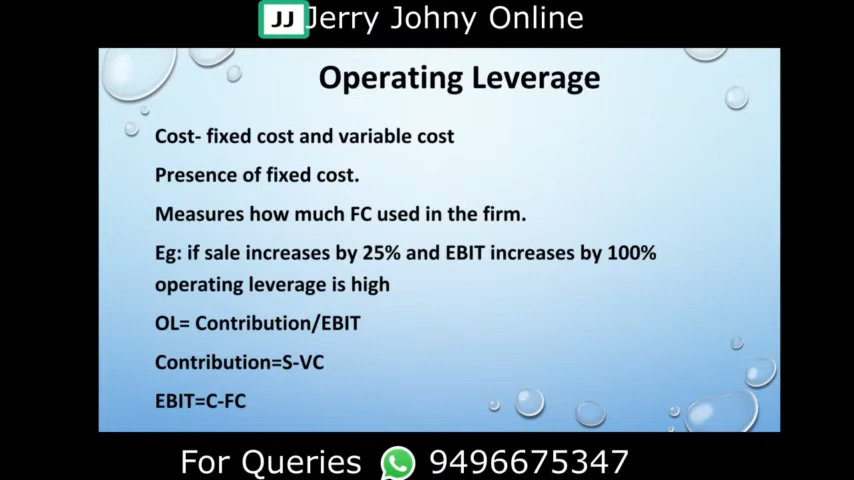 JJ Jerry Johny Online
Operating Leverage
Cost- fixed cost and variable cost
Presence of fixed cost.
Measures how much FC used in the firm.
Eg: if sale increases by 25% and EBIT increases by 100%
operating leverage is high
OL= Contribution/EBIT
Contribution=S-VC
EBIT=C-FC
For Queries 9496675347